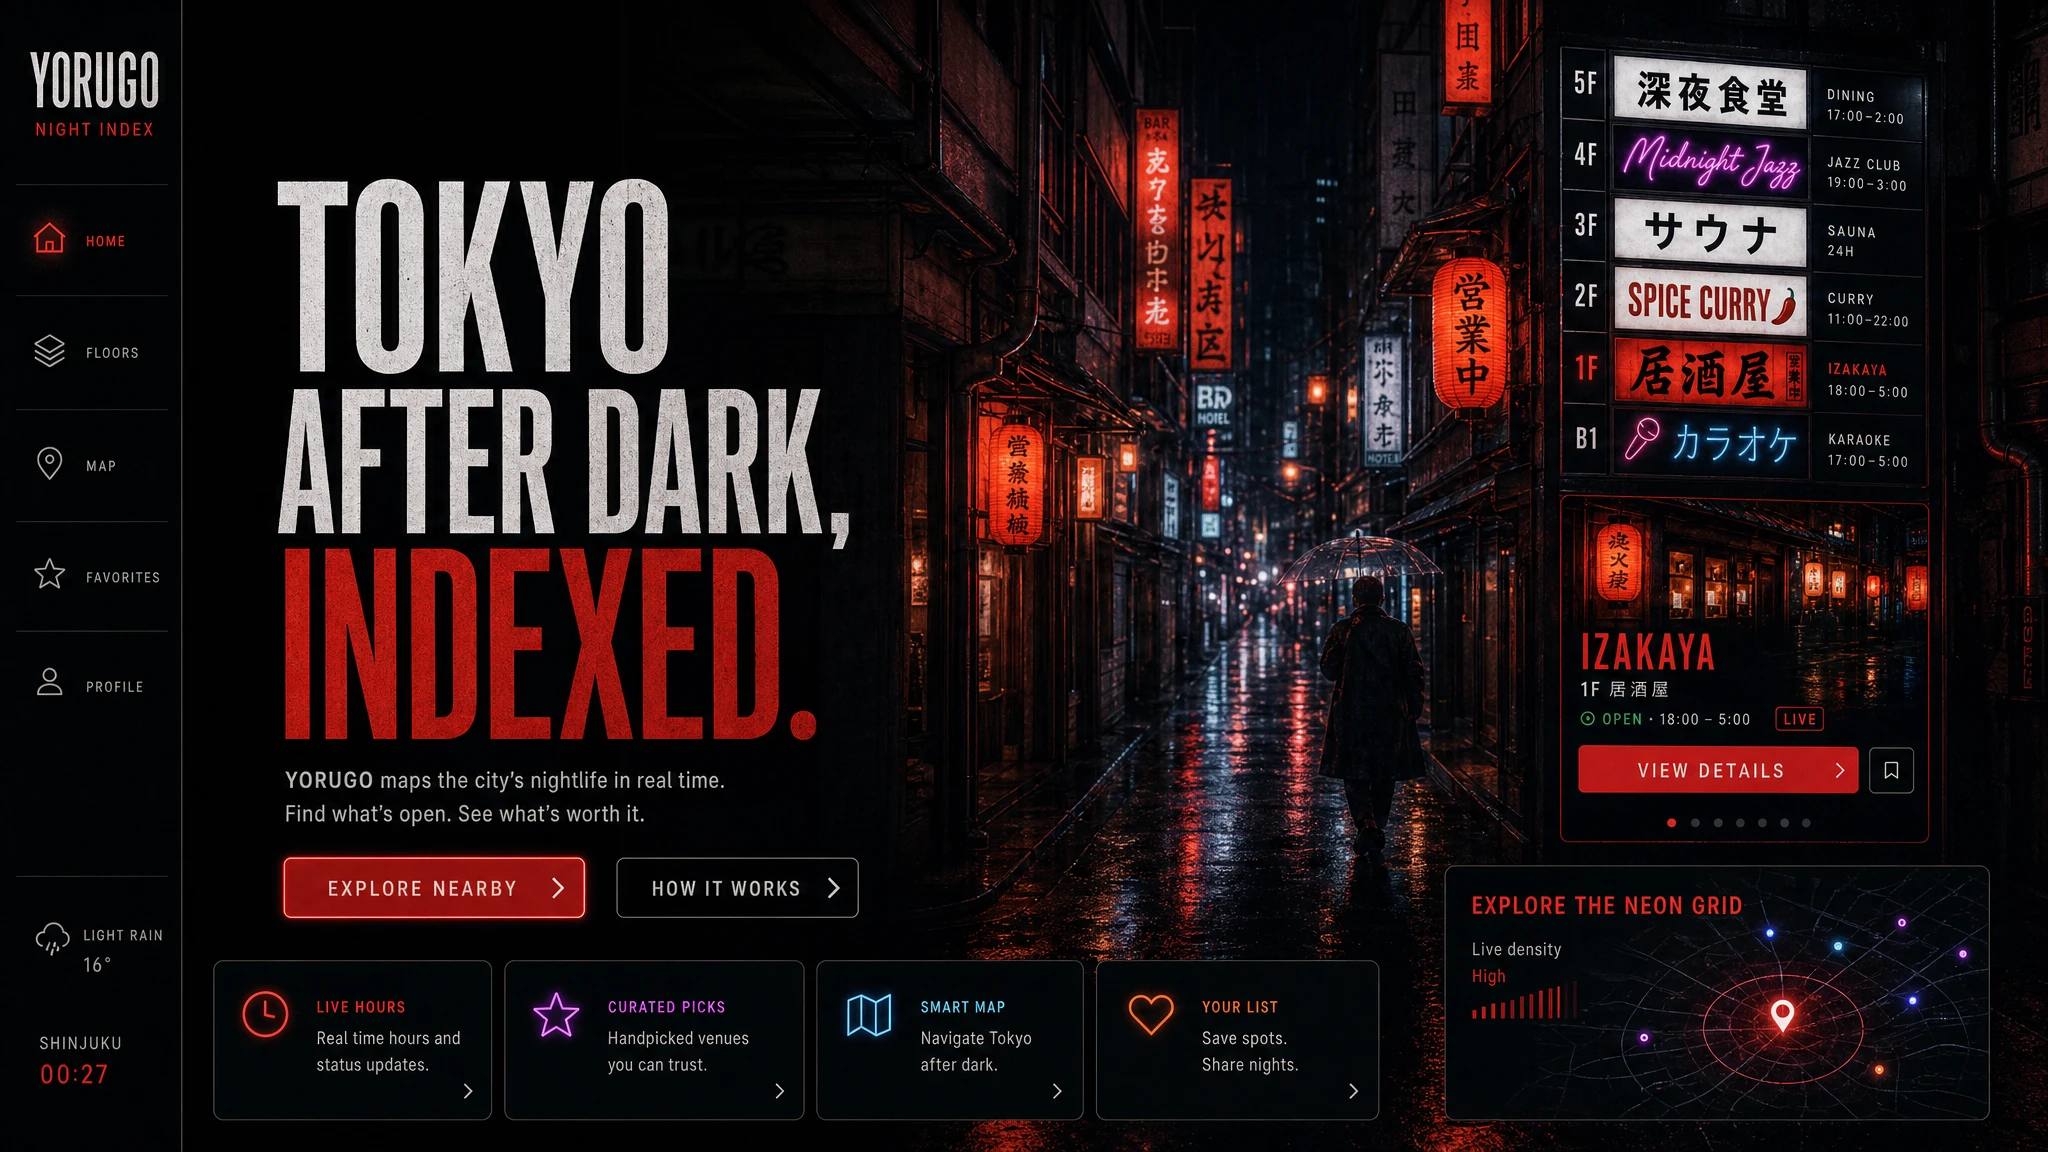 YORUGO
NIGHT INDEX
HOME
FLOORS
MAP
FAVORITES
PROFILE
LIGHT RAIN
16°
SHINJUKU
00:27
TOKYO
AFTER DARK,
INDEXED.
YORUGO maps the city's nightlife in real time.
Find what's open. See what's worth it.
EXPLORE NEARBY
HOW IT WORKS
LIVE HOURS
Real time hours and
status updates.
CURATED PICKS
Handpicked venues
you can trust.
SMART MAP
Navigate Tokyo
after dark.
YOUR LIST
Save spots.
Share nights.
BAR
HOTEL
HOTEL
営業中
5F 深夜食堂 DINING
17:00–2:00
4F Midnight Jazz JAZZ CLUB
19:00–3:00
3F サウナ SAUNA
24H
2F SPICE CURRY CURRY
11:00–22:00
1F 居酒屋 IZAKAYA
18:00–5:00
B1 カラオケ KARAOKE
17:00–5:00
IZAKAYA
1F 居酒屋
OPEN · 18:00 – 5:00 LIVE
VIEW DETAILS
EXPLORE THE NEON GRID
Live density
High